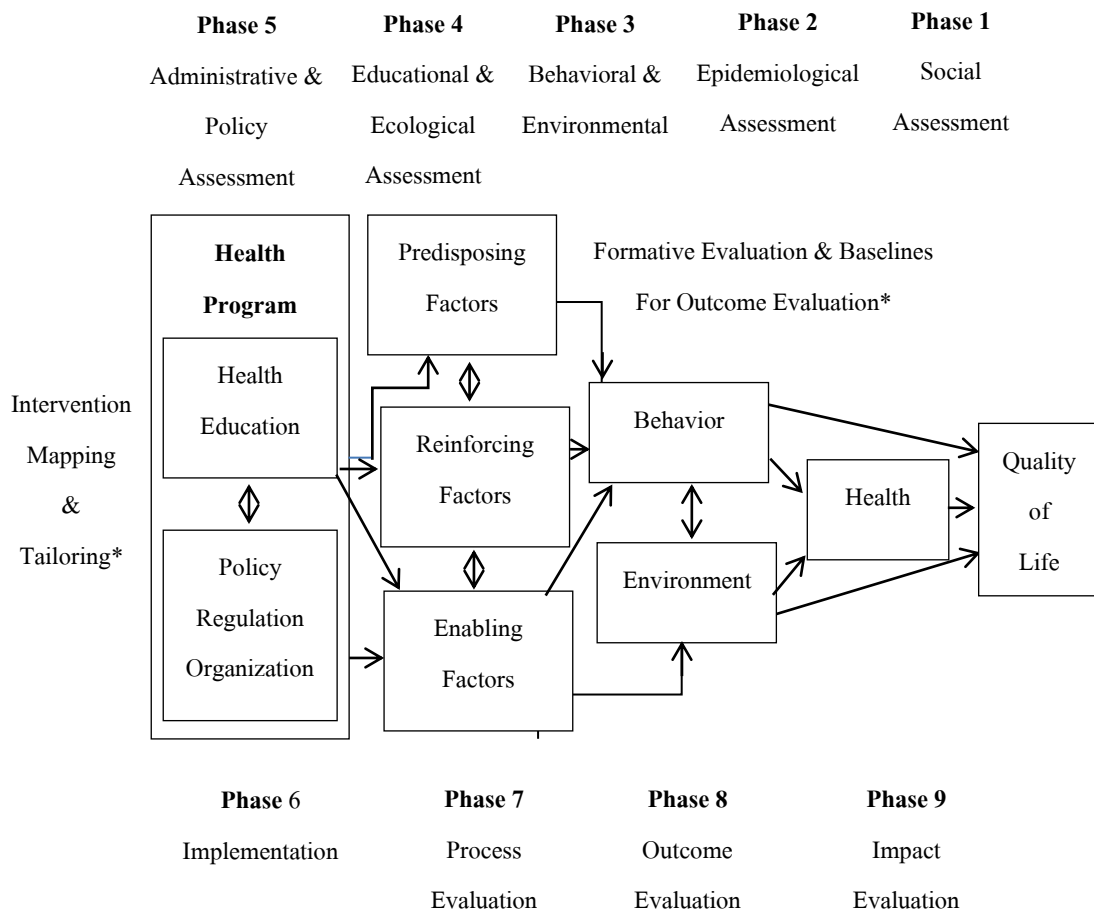 Phase 5
Administrative &
Policy
Assessment
Phase 4
Educational &
Ecological
Assessment
Phase 3
Behavioral &
Environmental
Phase 2
Epidemiological
Assessment
Phase 1
Social
Assessment
Intervention
Mapping
&
Tailoring*
Health
Program
Health
Education
Policy
Regulation
Organization
Predisposing
Factors
Reinforcing
Factors
Enabling
Factors
Formative Evaluation & Baselines
For Outcome Evaluation*
Behavior
Environment
Health
Quality
of
Life
Phase 6
Implementation
Phase 7
Process
Evaluation
Phase 8
Outcome
Evaluation
Phase 9
Impact
Evaluation